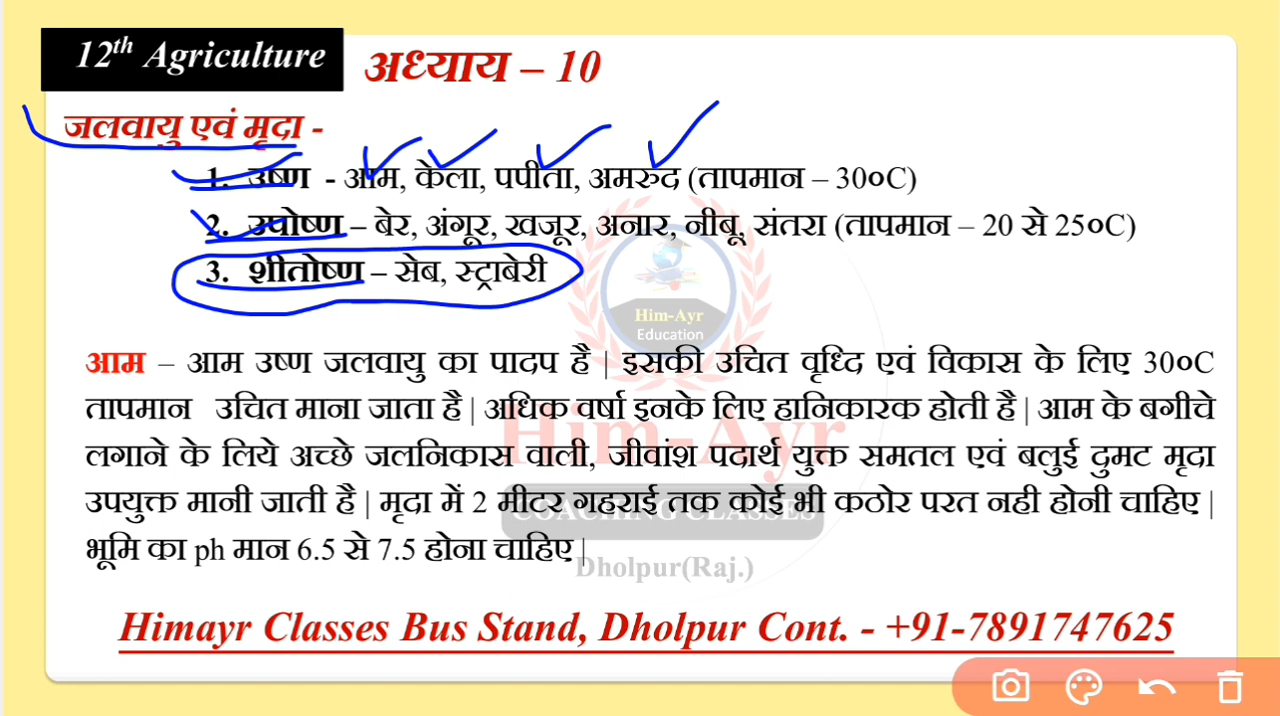 12th Agriculture
अध्याय – 10
जलवायु एवं मृदा -
1. उष्ण - आम, केला, पपीता, अमरुद (तापमान – 30०C)
2. उपोष्ण – बेर, अंगूर, खजूर, अनार, नीबू, संतरा (तापमान – 20 से 25०C)
3. शीतोष्ण – सेब, स्ट्राबेरी
Him-Ayr
Education
आम – आम उष्ण जलवायु का पादप है | इसकी उचित वृध्दि एवं विकास के लिए 30०C
तापमान उचित माना जाता है | अधिक वर्षा इनके लिए हानिकारक होती है | आम के बगीचे
Him-Ayr
लगाने के लिये अच्छे जलनिकास वाली, जीवांश पदार्थ युक्त समतल एवं बलुई दुमट मृदा
उपयुक्त मानी जाती है | मृदा में 2 मीटर गहराई तक कोई भी कठोर परत नही होनी चाहिए |
COACHING CLASSES
भूमि का ph मान 6.5 से 7.5 होना चाहिए |
Dholpur(Raj.)
Himayr Classes Bus Stand, Dholpur Cont. - +91-7891747625